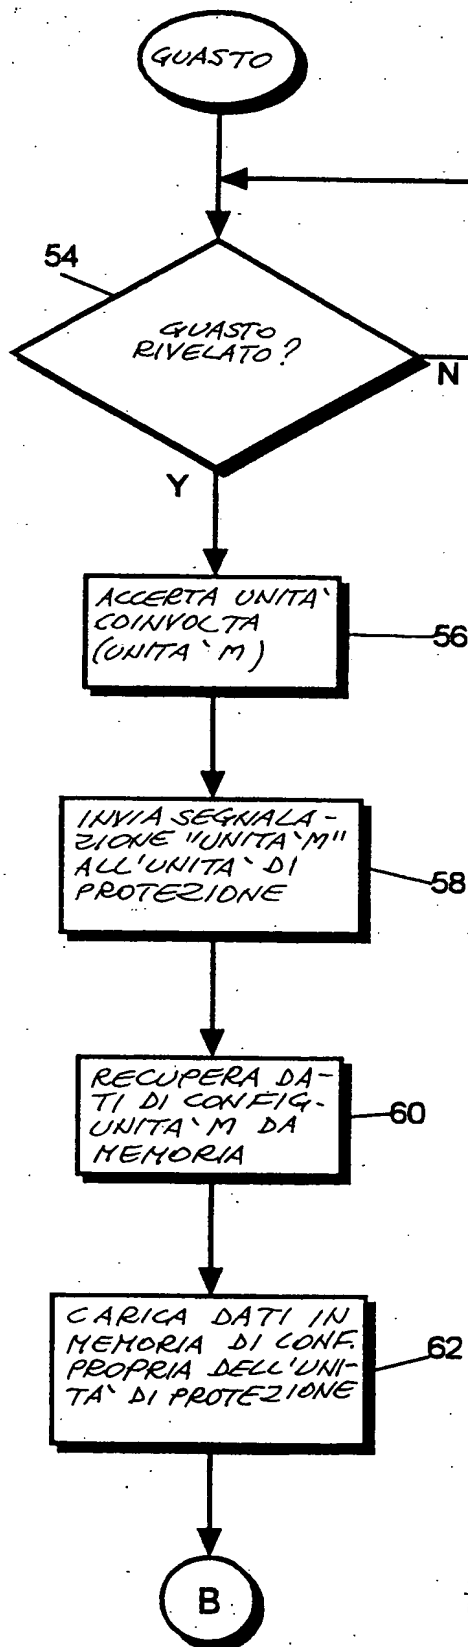 GUASTO
54
GUASTO
RIVELATO?
N
Y
ACCERTA UNITA`
COINVOLTA
(UNITA` M)
56
INVIA SEGNALA-
ZIONE "UNITA` M"
ALL'UNITA` DI
PROTEZIONE
58
RECUPERA DA-
TI DI CONFIG-
UNITA` M DA
MEMORIA
60
CARICA DATI IN
MEMORIA DI CONF.
PROPRIA DELL'UNI-
TA` DI PROTEZIONE
62
B